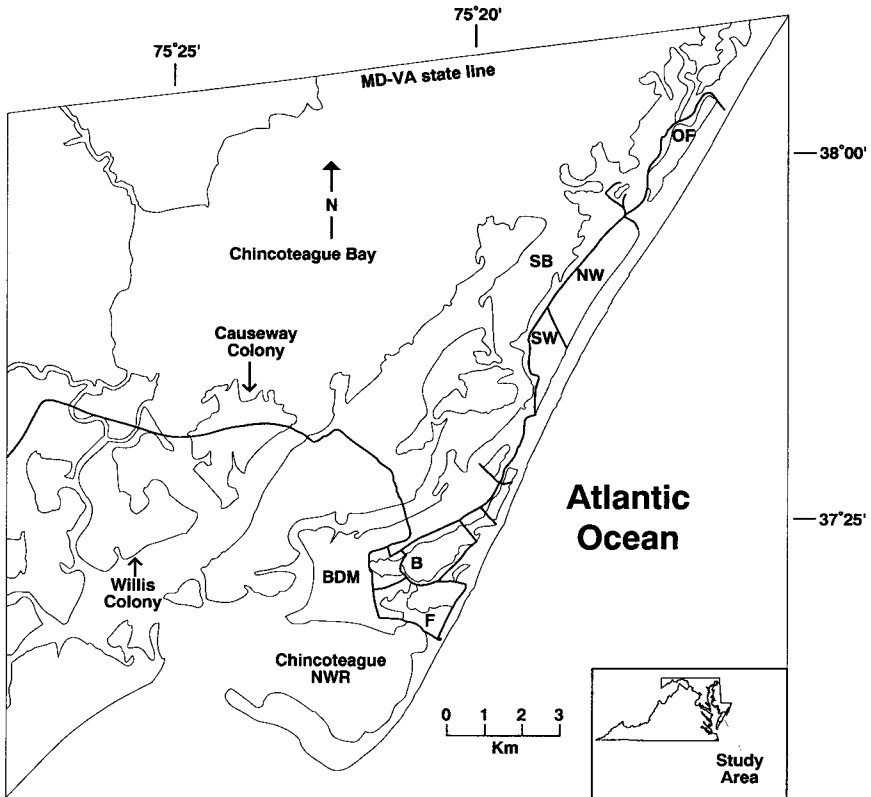 75°20'
75°25'
MD-VA state line
OF
38°00'
N
Chincoteague Bay
SB
NW
Causeway
Colony
SW
Atlantic
Ocean
37°25'
B
BDM
Willis
Colony
F
Chincoteague
NWR
0 1 2 3
Km
Study
Area